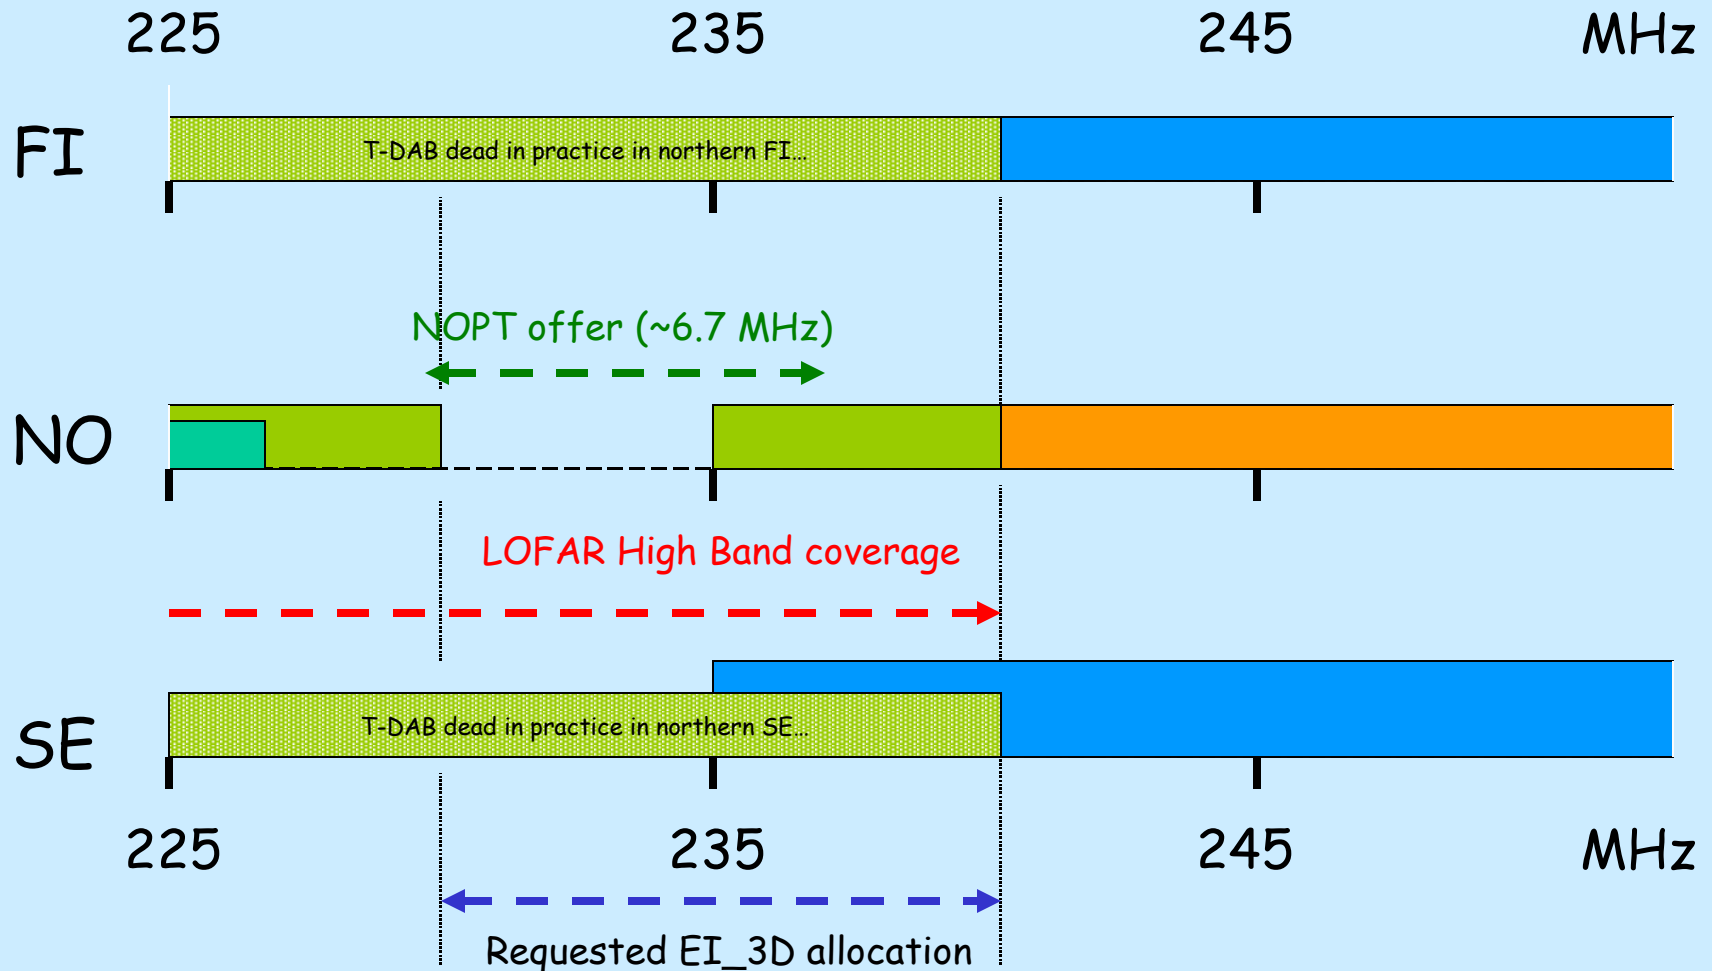 225 235 245 MHz
FI
T-DAB dead in practice in northern FI...
NOPT offer (~6.7 MHz)
NO
LOFAR High Band coverage
SE
T-DAB dead in practice in northern SE...
225 235 245 MHz
Requested EI_3D allocation